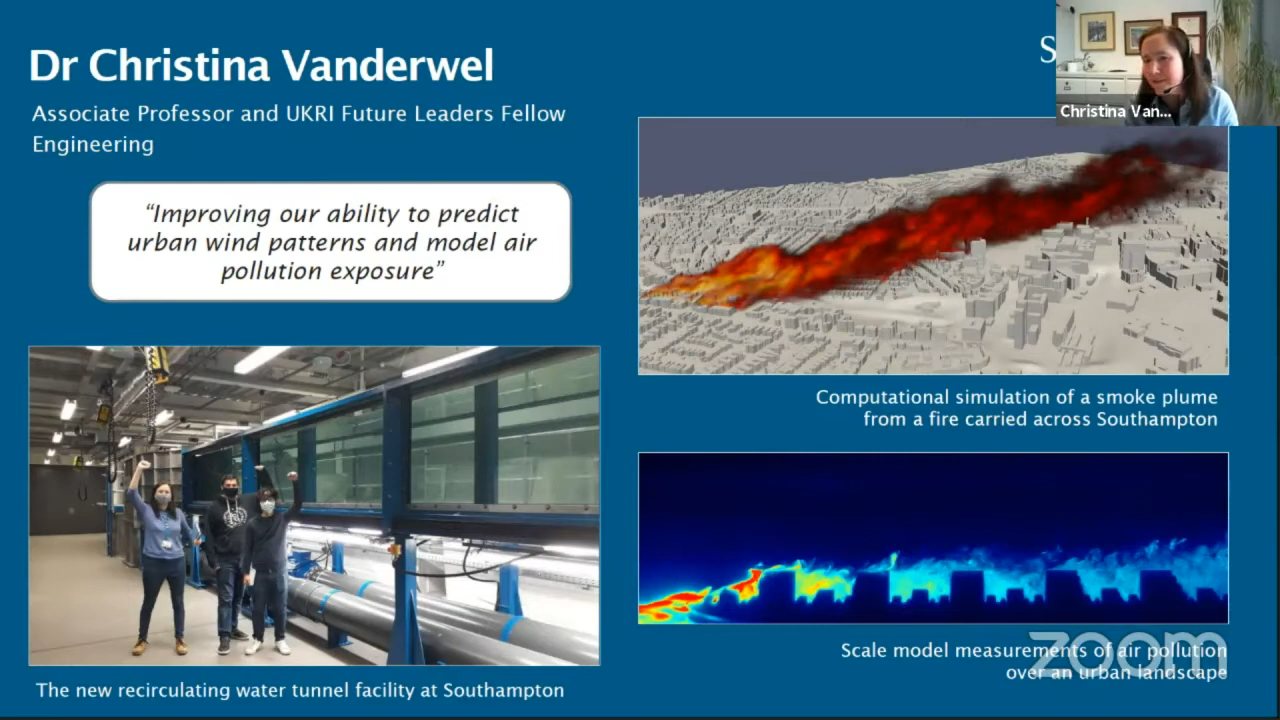 Dr Christina Vanderwel
Associate Professor and UKRI Future Leaders Fellow
Engineering
“Improving our ability to predict
urban wind patterns and model air
pollution exposure”
S
Christina Van...
Computational simulation of a smoke plume
from a fire carried across Southampton
The new recirculating water tunnel facility at Southampton
Scale model measurements of air pollution
over an urban landscape
zoom